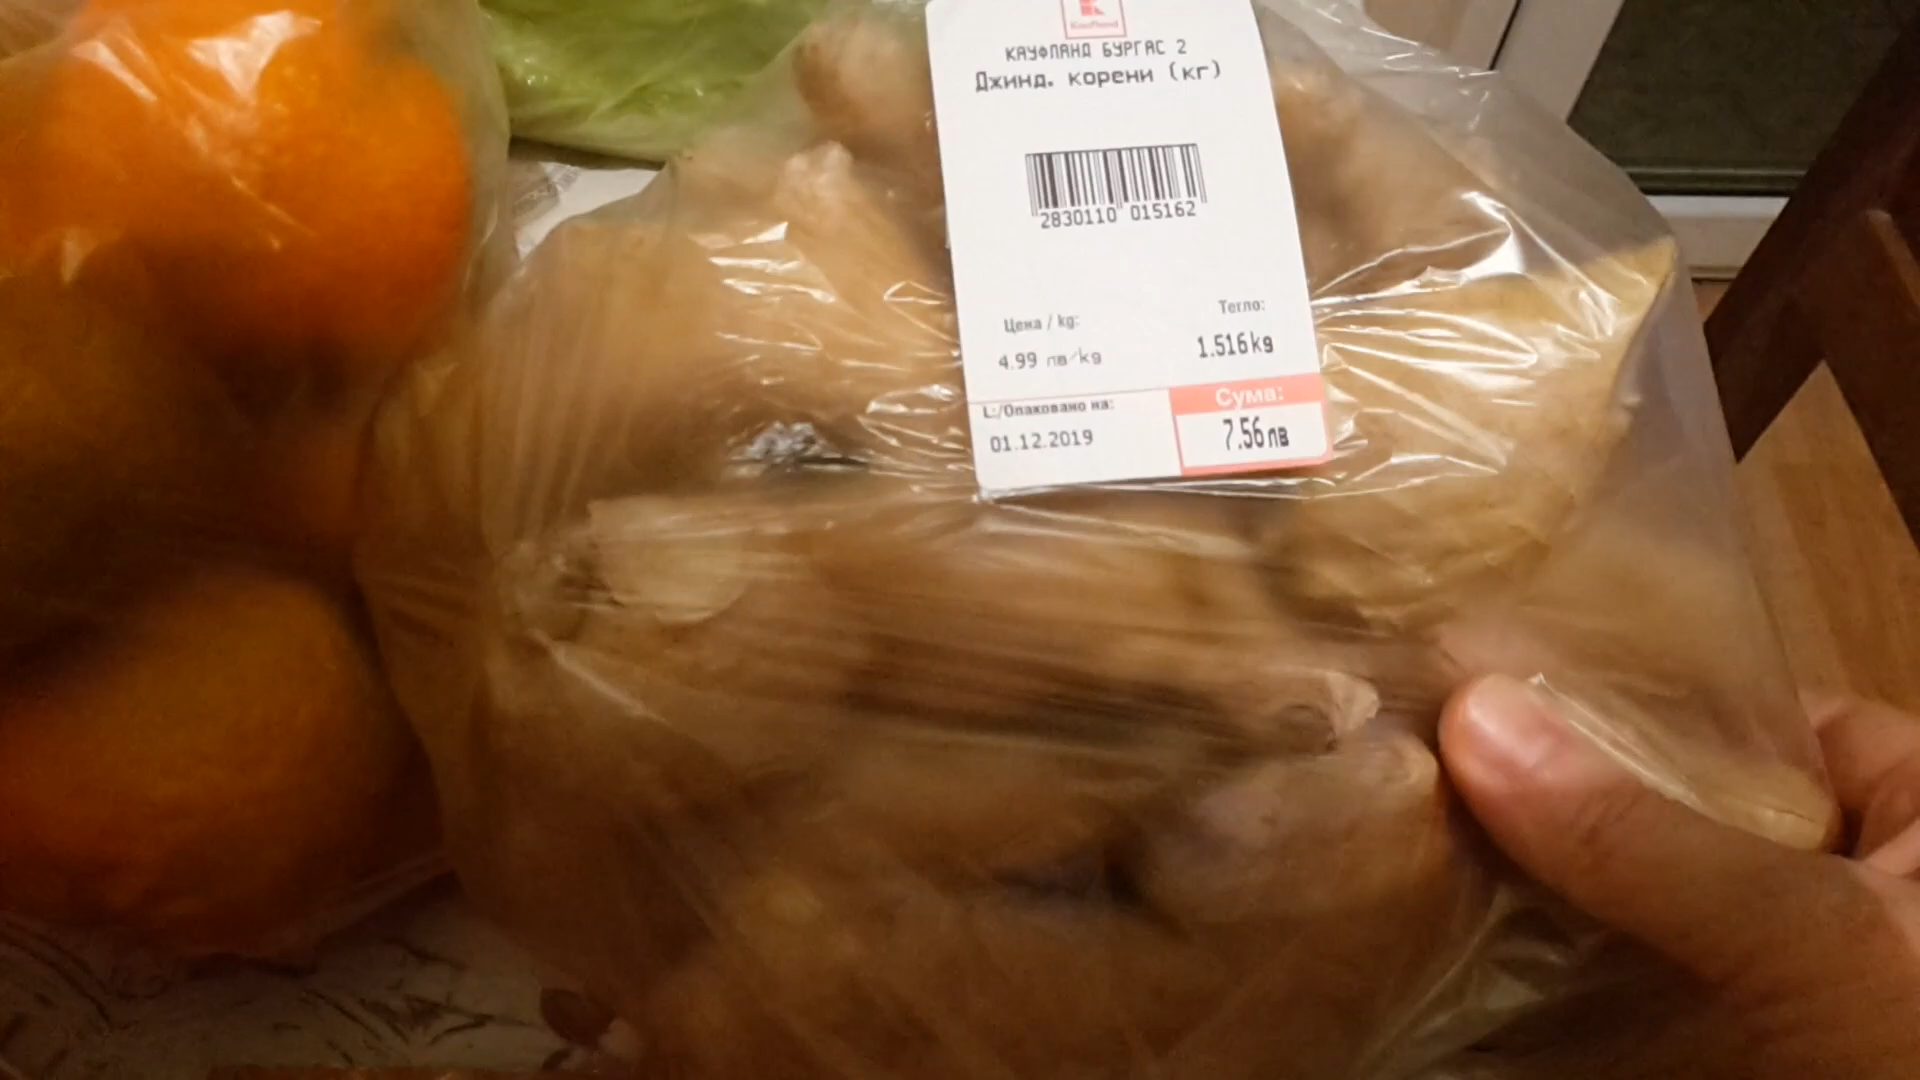 Kaufland
КАУФЛАНД БУРГАС 2
Джинд. корени (кг)
2830110 015162
Цена / kg:
Тегло:
4.99 лв/kg
1.516kg
L:/Опаковано на:
Сума:
01.12.2019
7.56лв